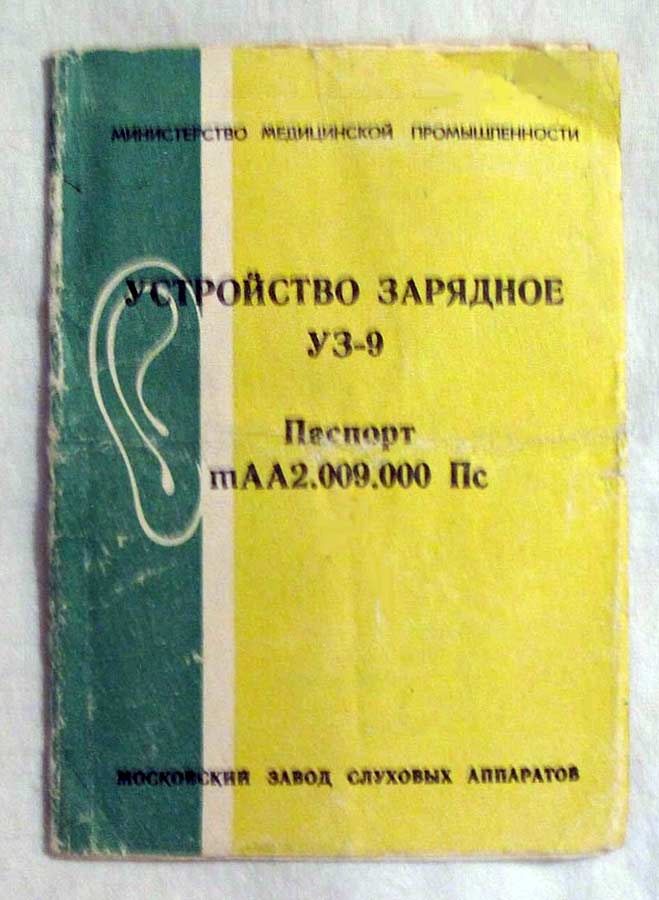 МИНИСТЕРСТВО МЕДИЦИНСКОЙ ПРОМЫШЛЕННОСТИ
УСТРОЙСТВО ЗАРЯДНОЕ
УЗ-9
Паспорт
тАА2.009.000 Пс
МОСКОВСКИЙ ЗАВОД СЛУХОВЫХ АППАРАТОВ